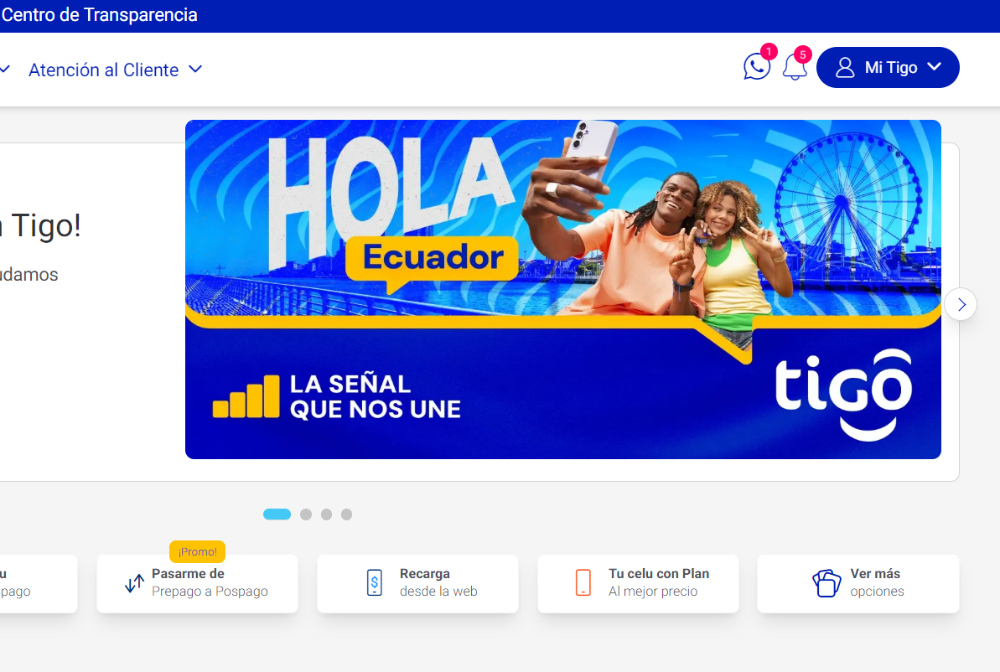 Centro de Transparencia
Atención al Cliente
1
5
Mi Tigo
HOLA
Ecuador
Tigo!
LA SEÑAL
QUE NOS UNE
tigo
¡Promo!
Pasarme de
Prepago a Pospago
Recarga
desde la web
Tu celu con Plan
Al mejor precio
Ver más
opciones